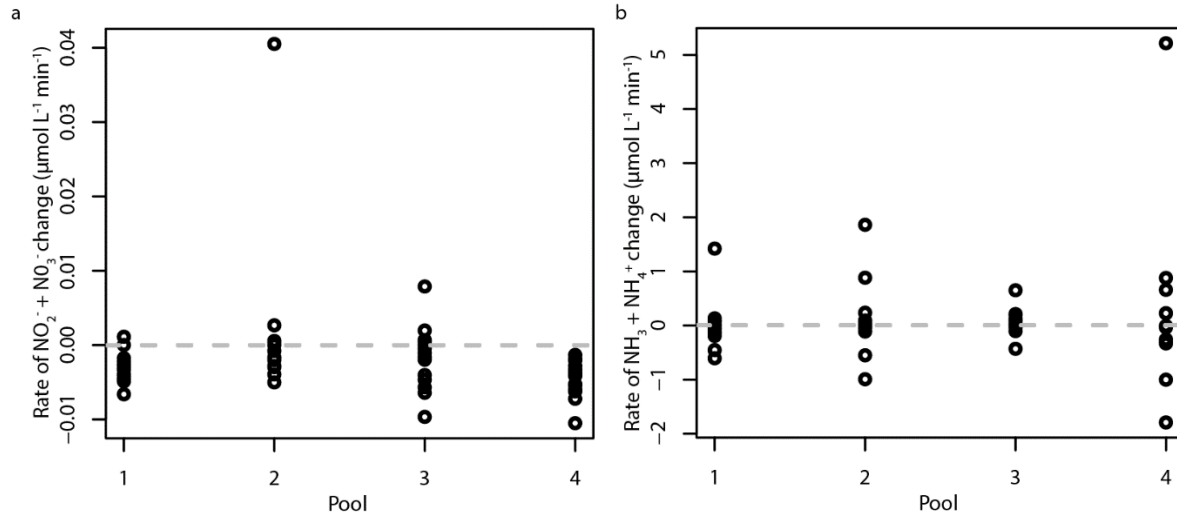 a
Rate of NO₂⁻ + N0₃⁻ change (µmol L⁻¹ min⁻¹)
0.04
0.03
0.02
0.01
0.00
−0.01
1 2 3 4
Pool
b
Rate of NH₃ + NH₄⁺ change (µmol L⁻¹ min⁻¹)
5
4
3
2
1
0
−1
−2
1 2 3 4
Pool